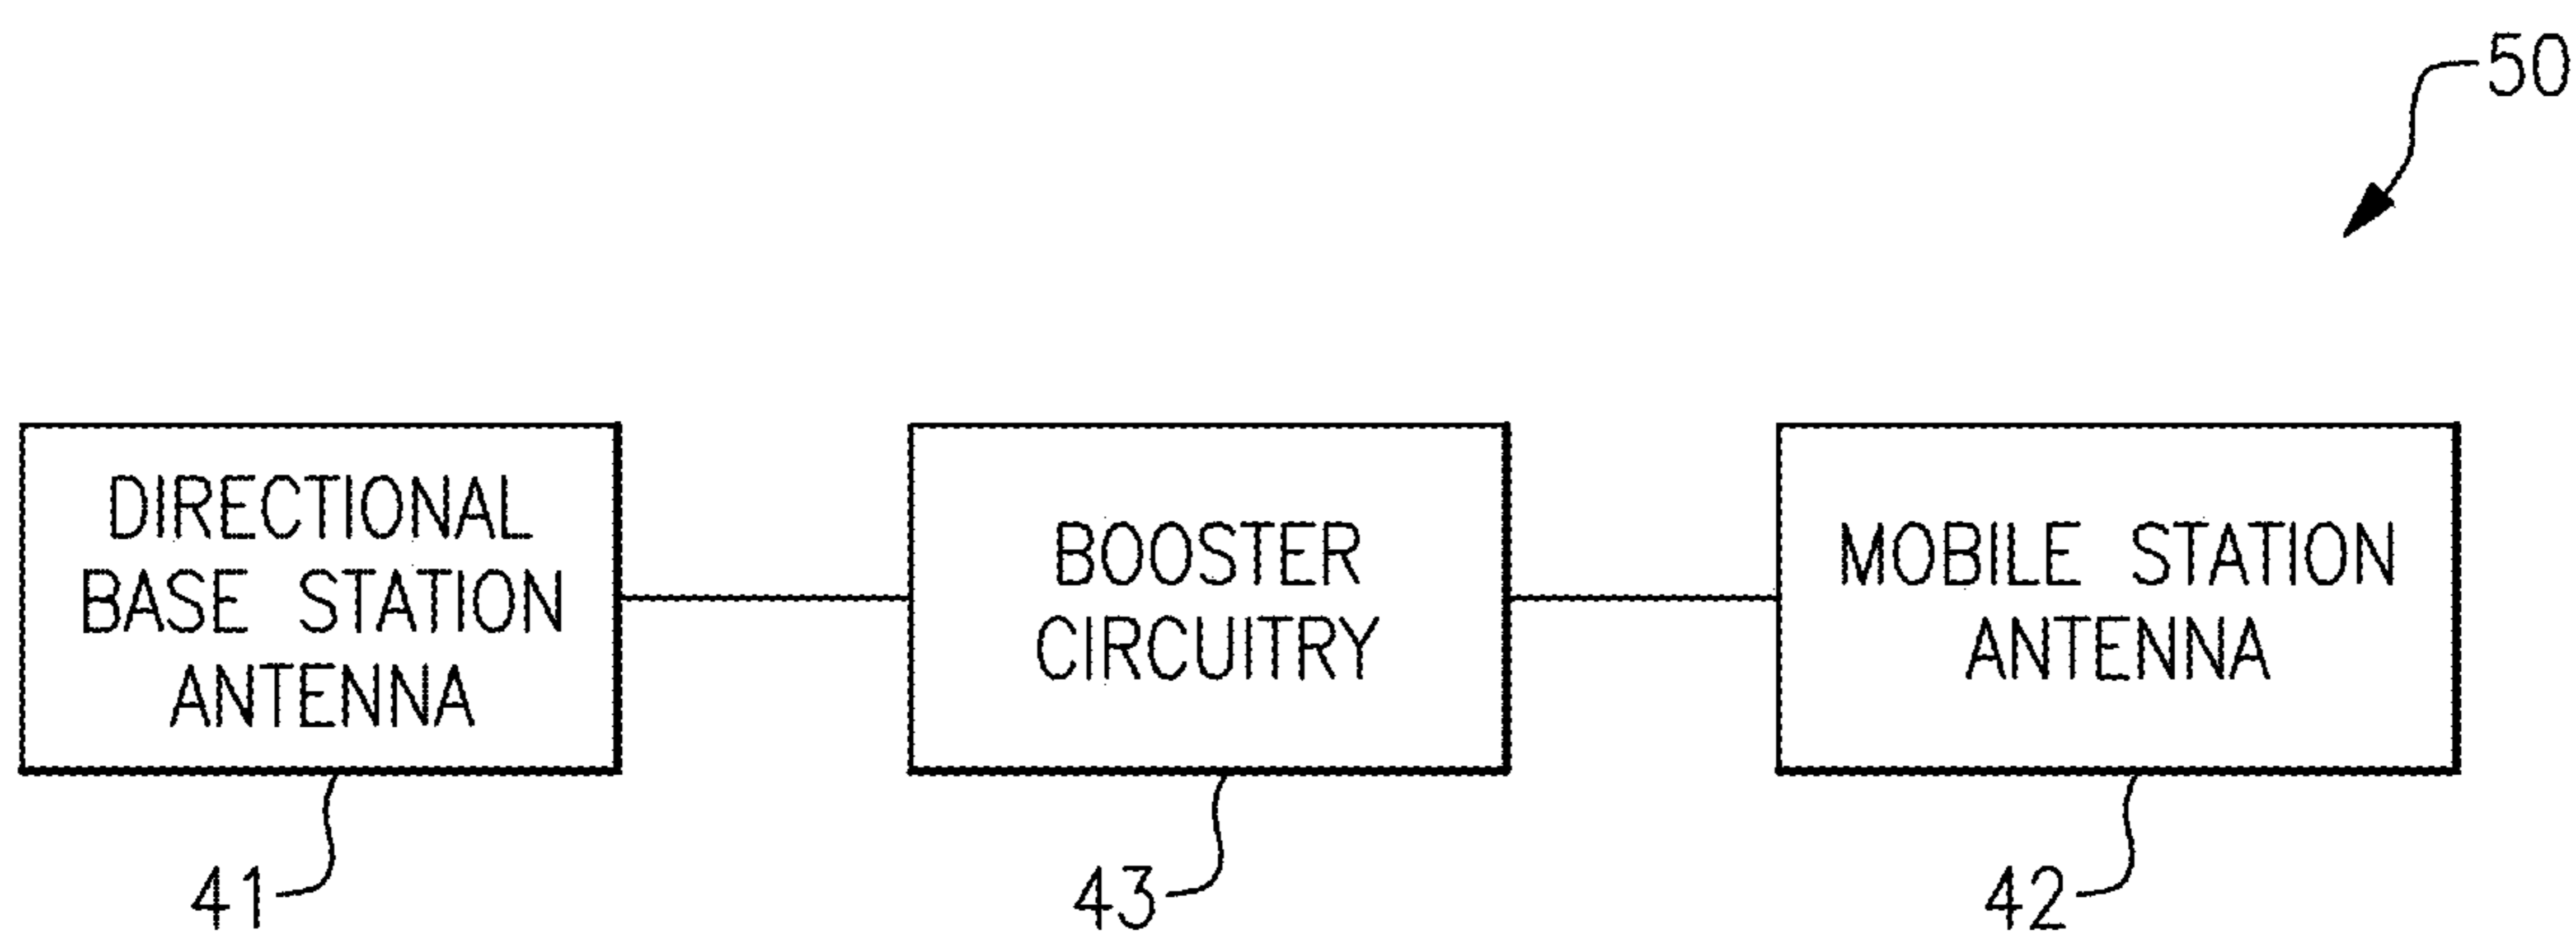 50
DIRECTIONAL
BASE STATION
ANTENNA
BOOSTER
CIRCUITRY
MOBILE STATION
ANTENNA
41
43
42